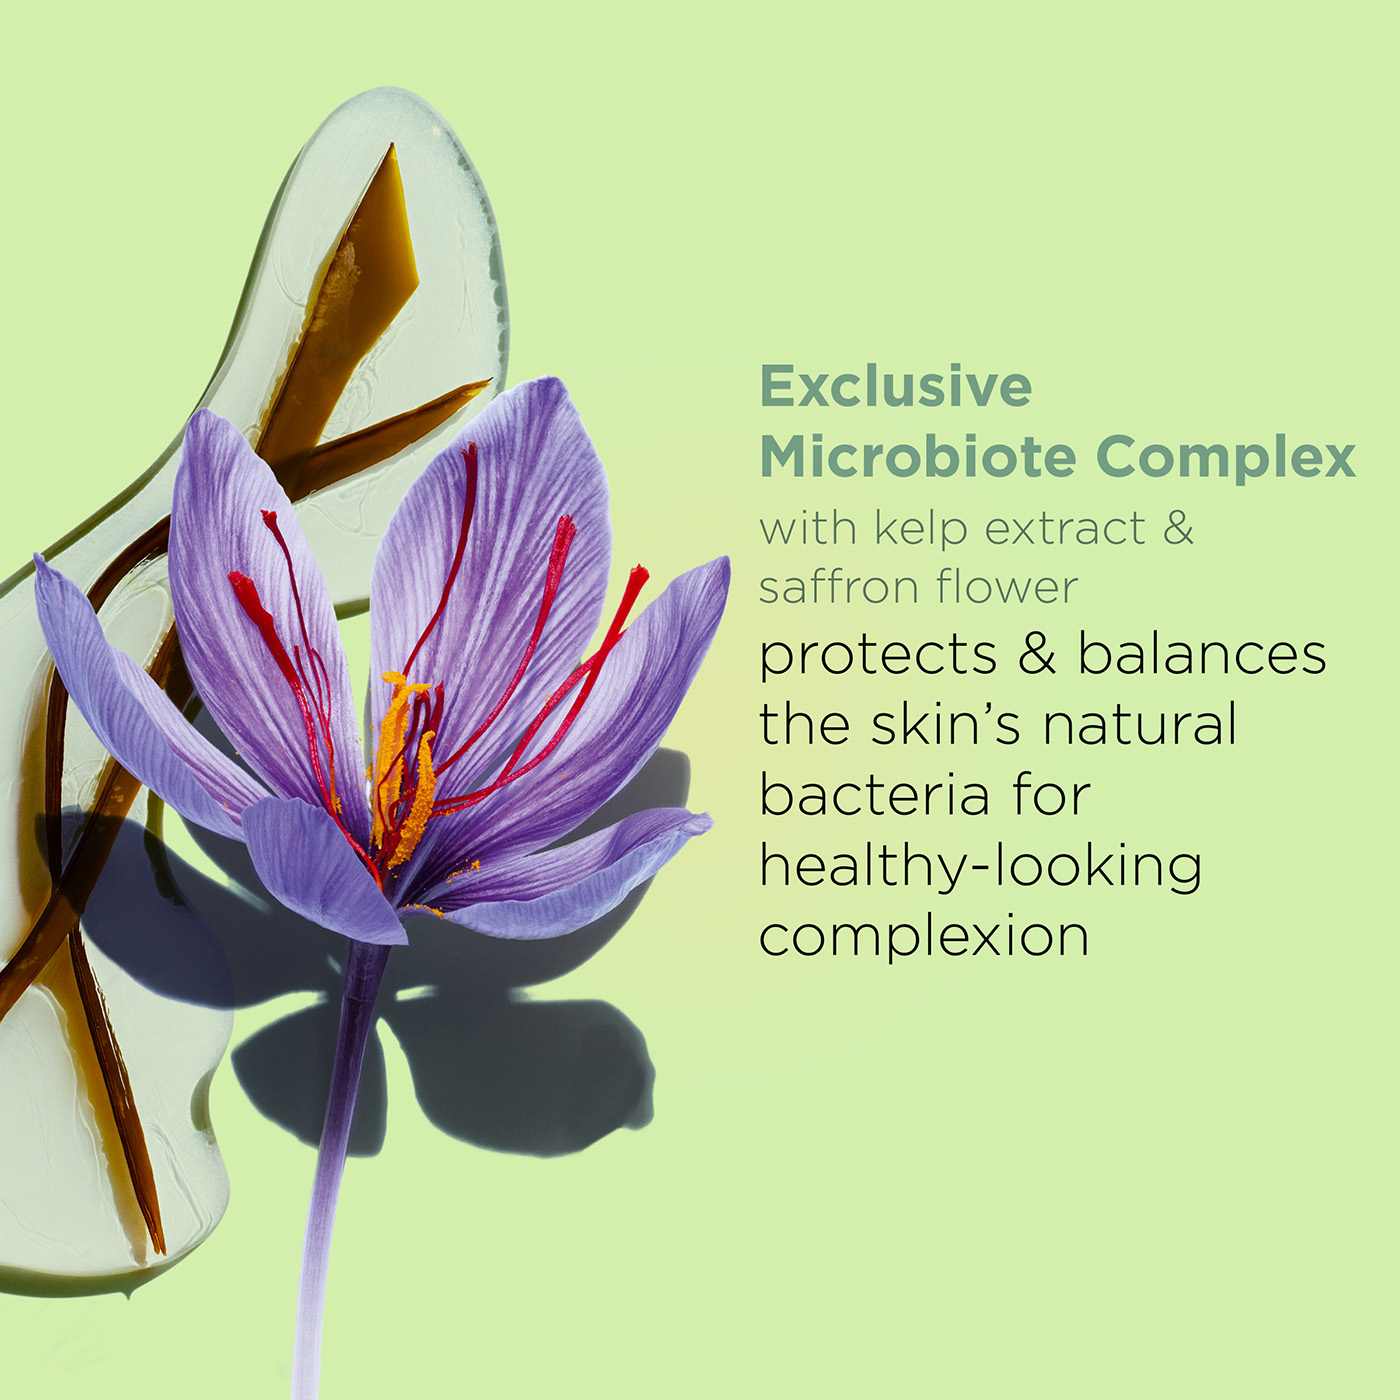 Exclusive
Microbiote Complex
with kelp extract &
saffron flower
protects & balances
the skin’s natural
bacteria for
healthy-looking
complexion